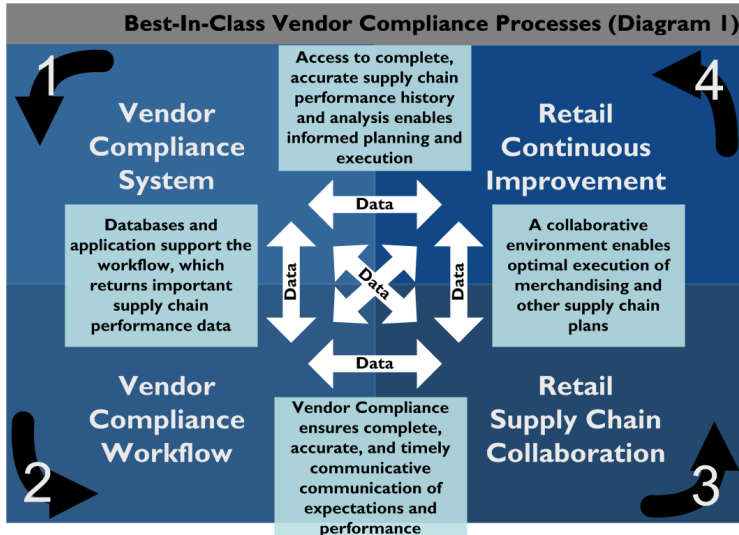 Best-In-Class Vendor Compliance Processes (Diagram 1)
1
Vendor
Compliance
System
Access to complete,
accurate supply chain
performance history
and analysis enables
informed planning and
execution
4
Retail
Continuous
Improvement
Databases and
application support the
workflow, which
returns important
supply chain
performance data
Data
Data
Data
Data
Data
A collaborative
environment enables
optimal execution of
merchandising and
other supply chain
plans
Vendor
Compliance
Workflow
2
Vendor Compliance
ensures complete,
accurate, and timely
communicative
communication of
expectations and
performance
Retail
Supply Chain
Collaboration
3